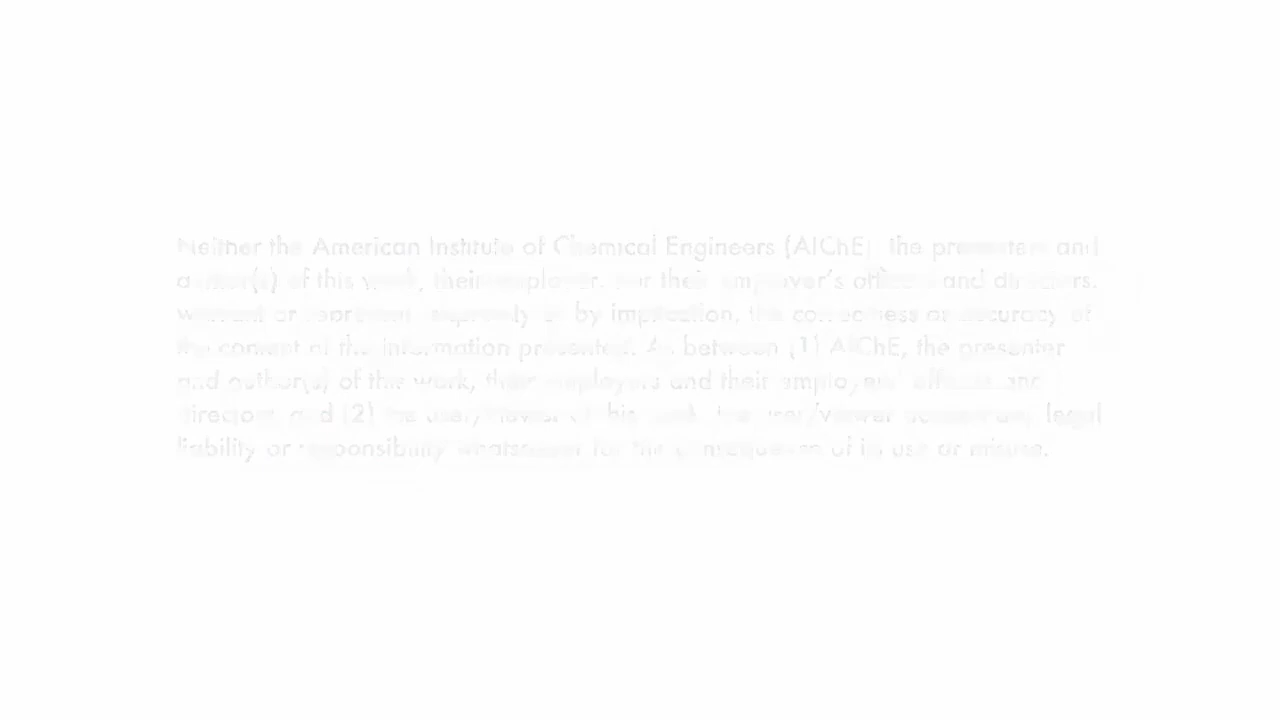 Neither the American Institute of Chemical Engineers (AIChE), the presenters and
author(s) of this work, their employer, nor their employer's officers and directors,
warrant or represent, expressly or by implication, the correctness or accuracy of
the content of the information presented. As between (1) AIChE, the presenter
and author(s) of this work, their employers and their employers' officers and
directors and (2) the user/viewer of this work, the user/viewer accepts any legal
liability or responsibility whatsoever for the consequences of its use or misuse.